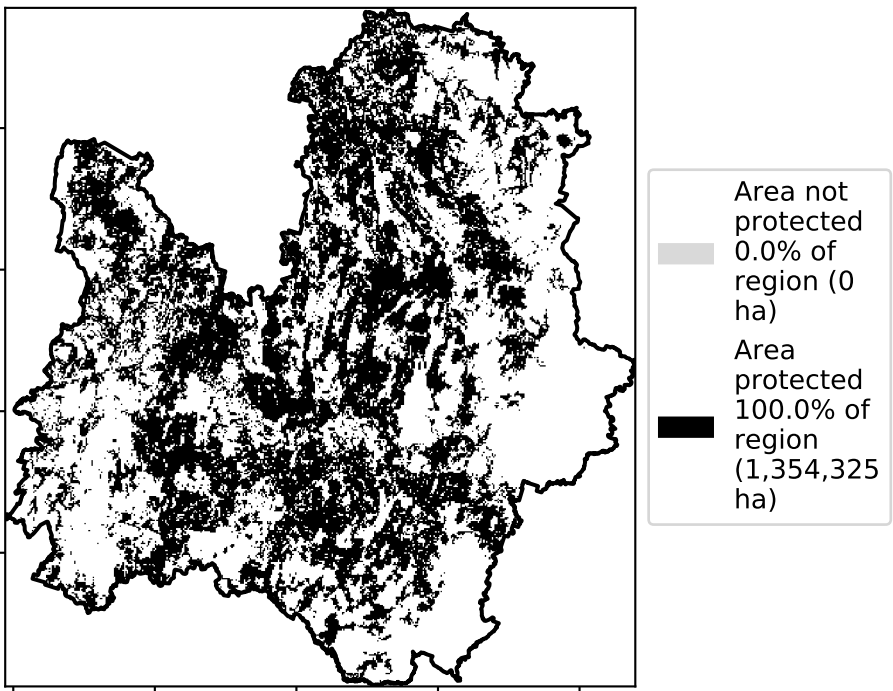 Area not
protected
0.0% of
region (0
ha)
Area
protected
100.0% of
region
(1,354,325
ha)